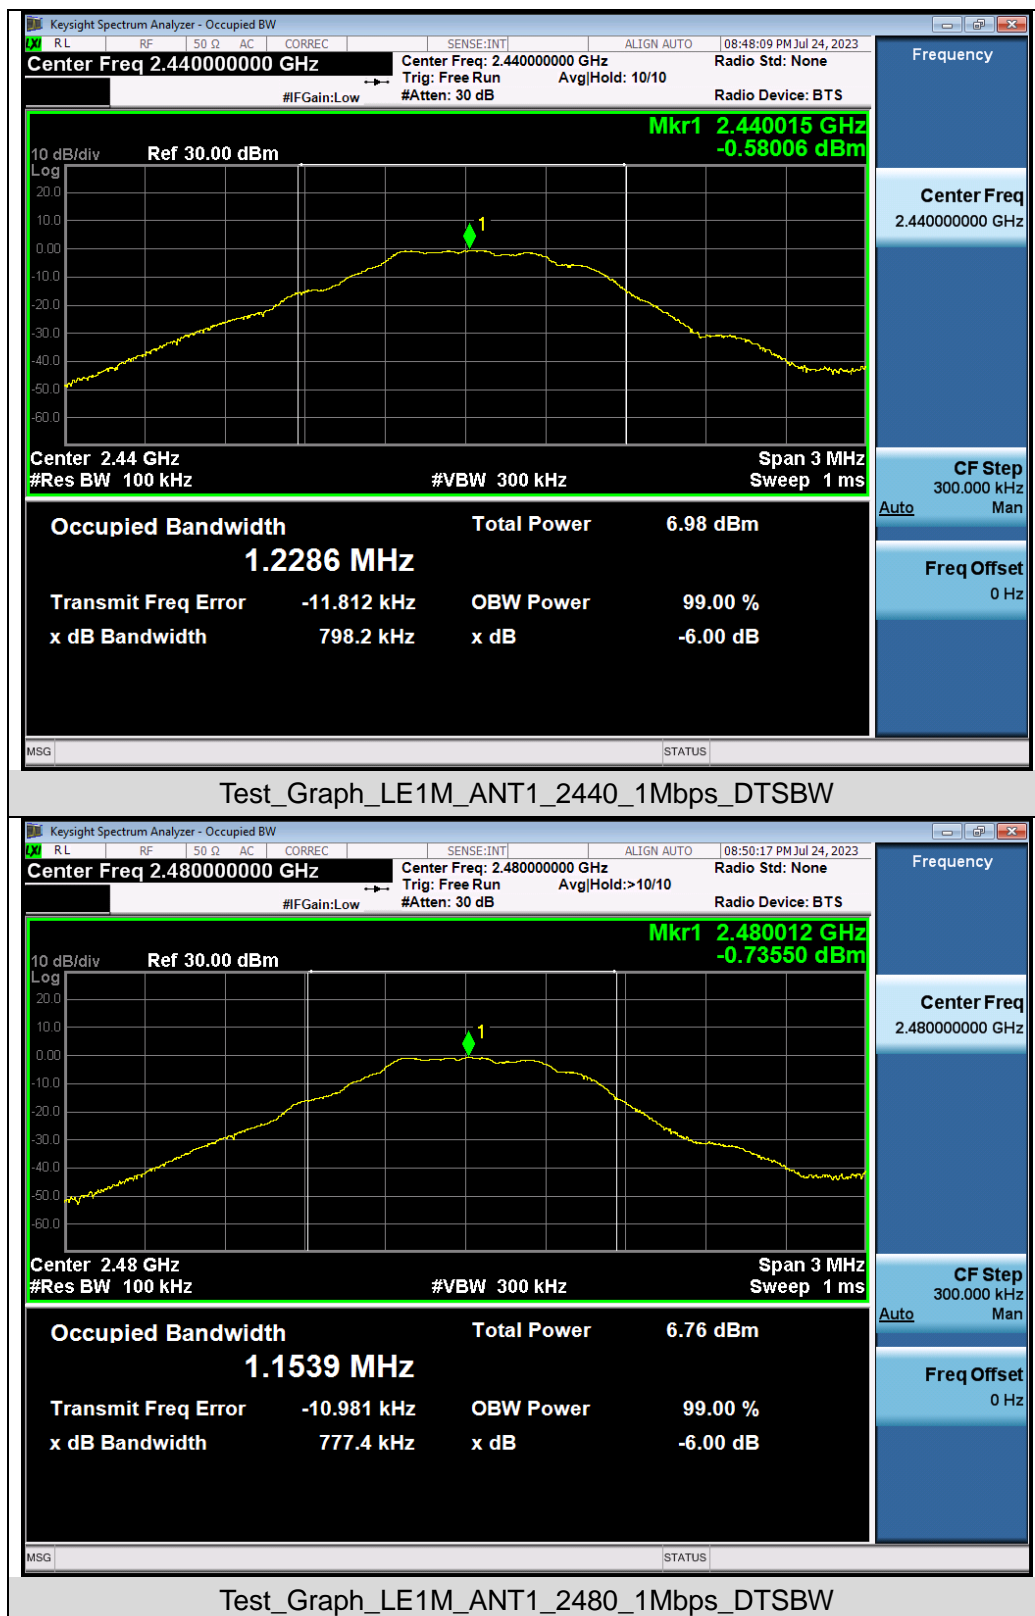 Keysight Spectrum Analyzer - Occupied BW
LXI RL RF 50 Ω AC CORREC SENSE:INT ALIGN AUTO 08:48:09 PM Jul 24, 2023
Center Freq 2.440000000 GHz
Center Freq: 2.440000000 GHz Radio Std: None
Trig: Free Run Avg|Hold: 10/10
#IFGain:Low #Atten: 30 dB Radio Device: BTS
Frequency
Mkr1 2.440015 GHz
-0.58006 dBm
10 dB/div Ref 30.00 dBm
Log
20.0
10.0
0.00
-10.0
-20.0
-30.0
-40.0
-50.0
-60.0
1
Center 2.44 GHz Span 3 MHz
#Res BW 100 kHz #VBW 300 kHz Sweep 1 ms
Center Freq
2.440000000 GHz
CF Step
300.000 kHz
Auto Man
Freq Offset
0 Hz
Occupied Bandwidth Total Power 6.98 dBm
1.2286 MHz
Transmit Freq Error -11.812 kHz OBW Power 99.00 %
x dB Bandwidth 798.2 kHz x dB -6.00 dB
MSG STATUS
Test_Graph_LE1M_ANT1_2440_1Mbps_DTSBW
Keysight Spectrum Analyzer - Occupied BW
LXI RL RF 50 Ω AC CORREC SENSE:INT ALIGN AUTO 08:50:17 PM Jul 24, 2023
Center Freq 2.480000000 GHz
Center Freq: 2.480000000 GHz Radio Std: None
Trig: Free Run Avg|Hold:>10/10
#IFGain:Low #Atten: 30 dB Radio Device: BTS
Frequency
Mkr1 2.480012 GHz
-0.73550 dBm
10 dB/div Ref 30.00 dBm
Log
20.0
10.0
0.00
-10.0
-20.0
-30.0
-40.0
-50.0
-60.0
1
Center 2.48 GHz Span 3 MHz
#Res BW 100 kHz #VBW 300 kHz Sweep 1 ms
Center Freq
2.480000000 GHz
CF Step
300.000 kHz
Auto Man
Freq Offset
0 Hz
Occupied Bandwidth Total Power 6.76 dBm
1.1539 MHz
Transmit Freq Error -10.981 kHz OBW Power 99.00 %
x dB Bandwidth 777.4 kHz x dB -6.00 dB
MSG STATUS
Test_Graph_LE1M_ANT1_2480_1Mbps_DTSBW